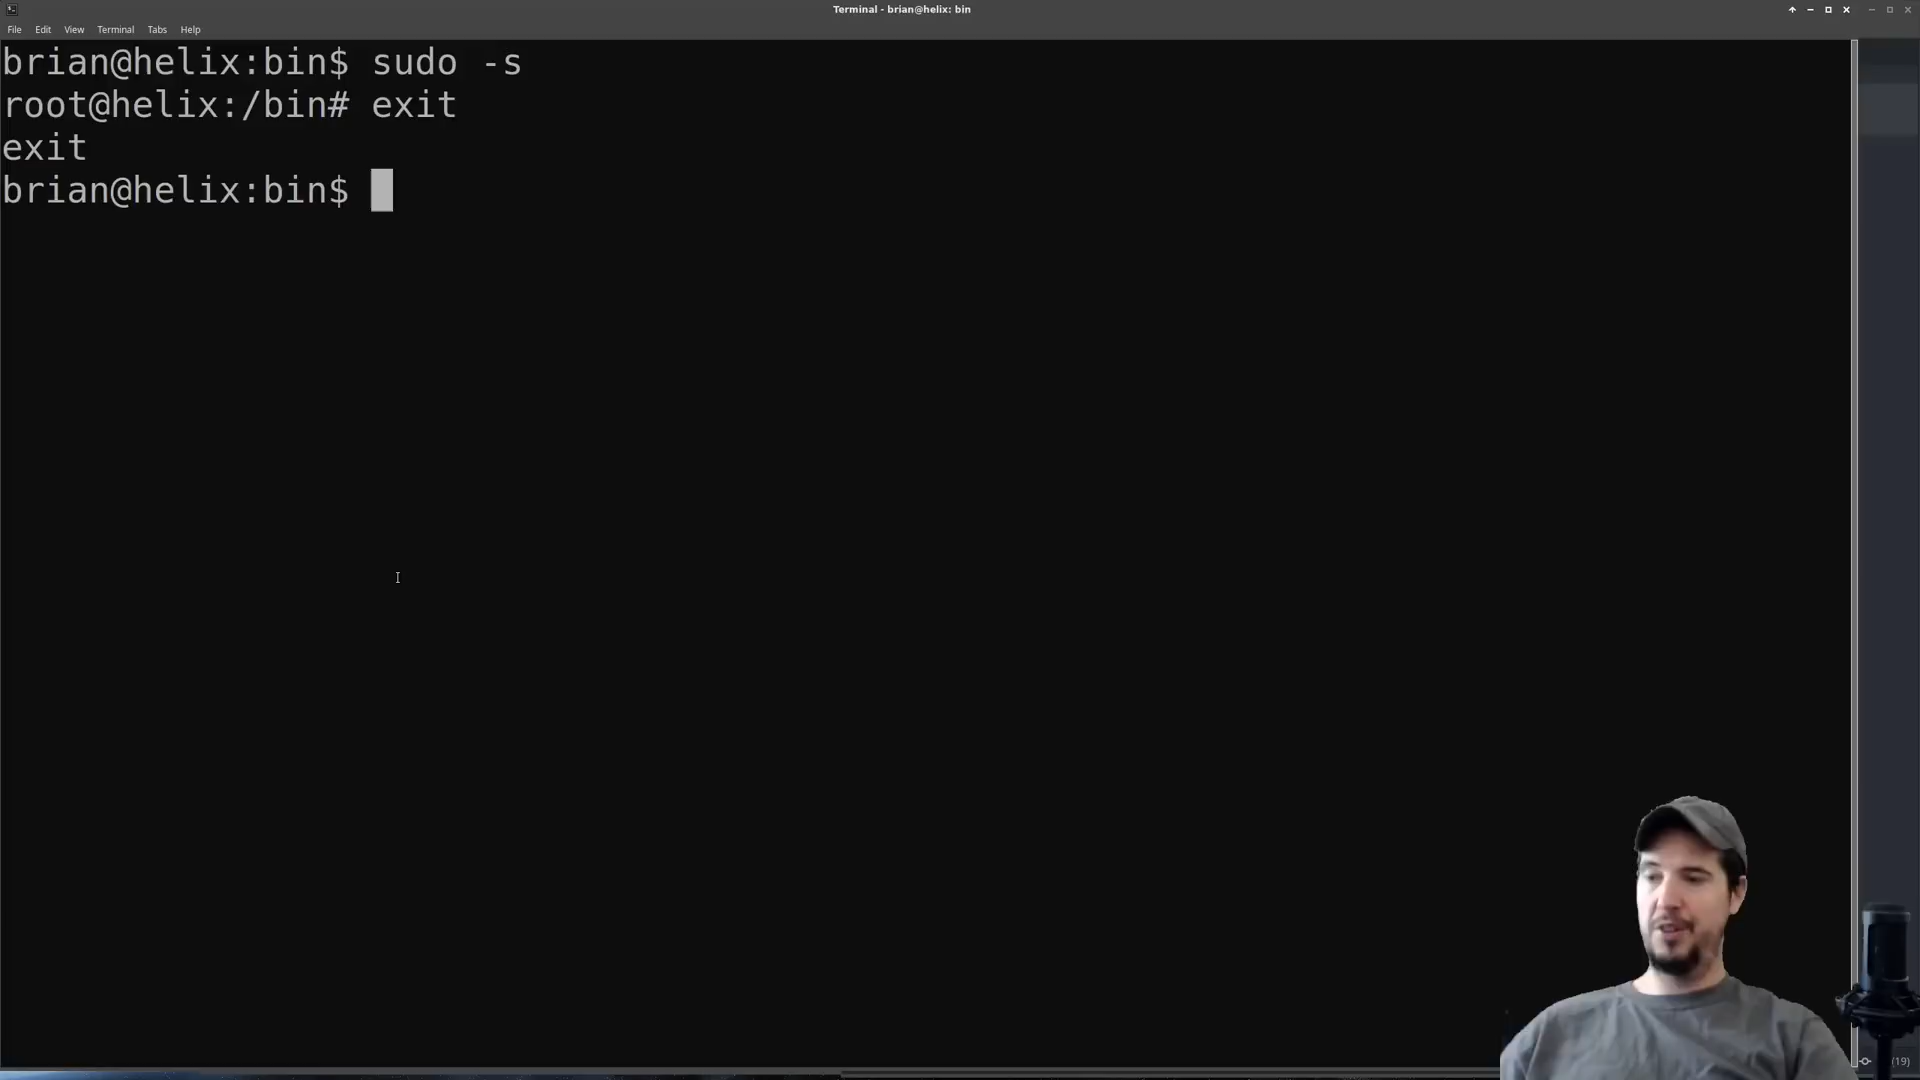 Terminal - brian@helix: bin
File Edit View Terminal Tabs Help
brian@helix:bin$ sudo -s
root@helix:/bin# exit
exit
brian@helix:bin$
(19)